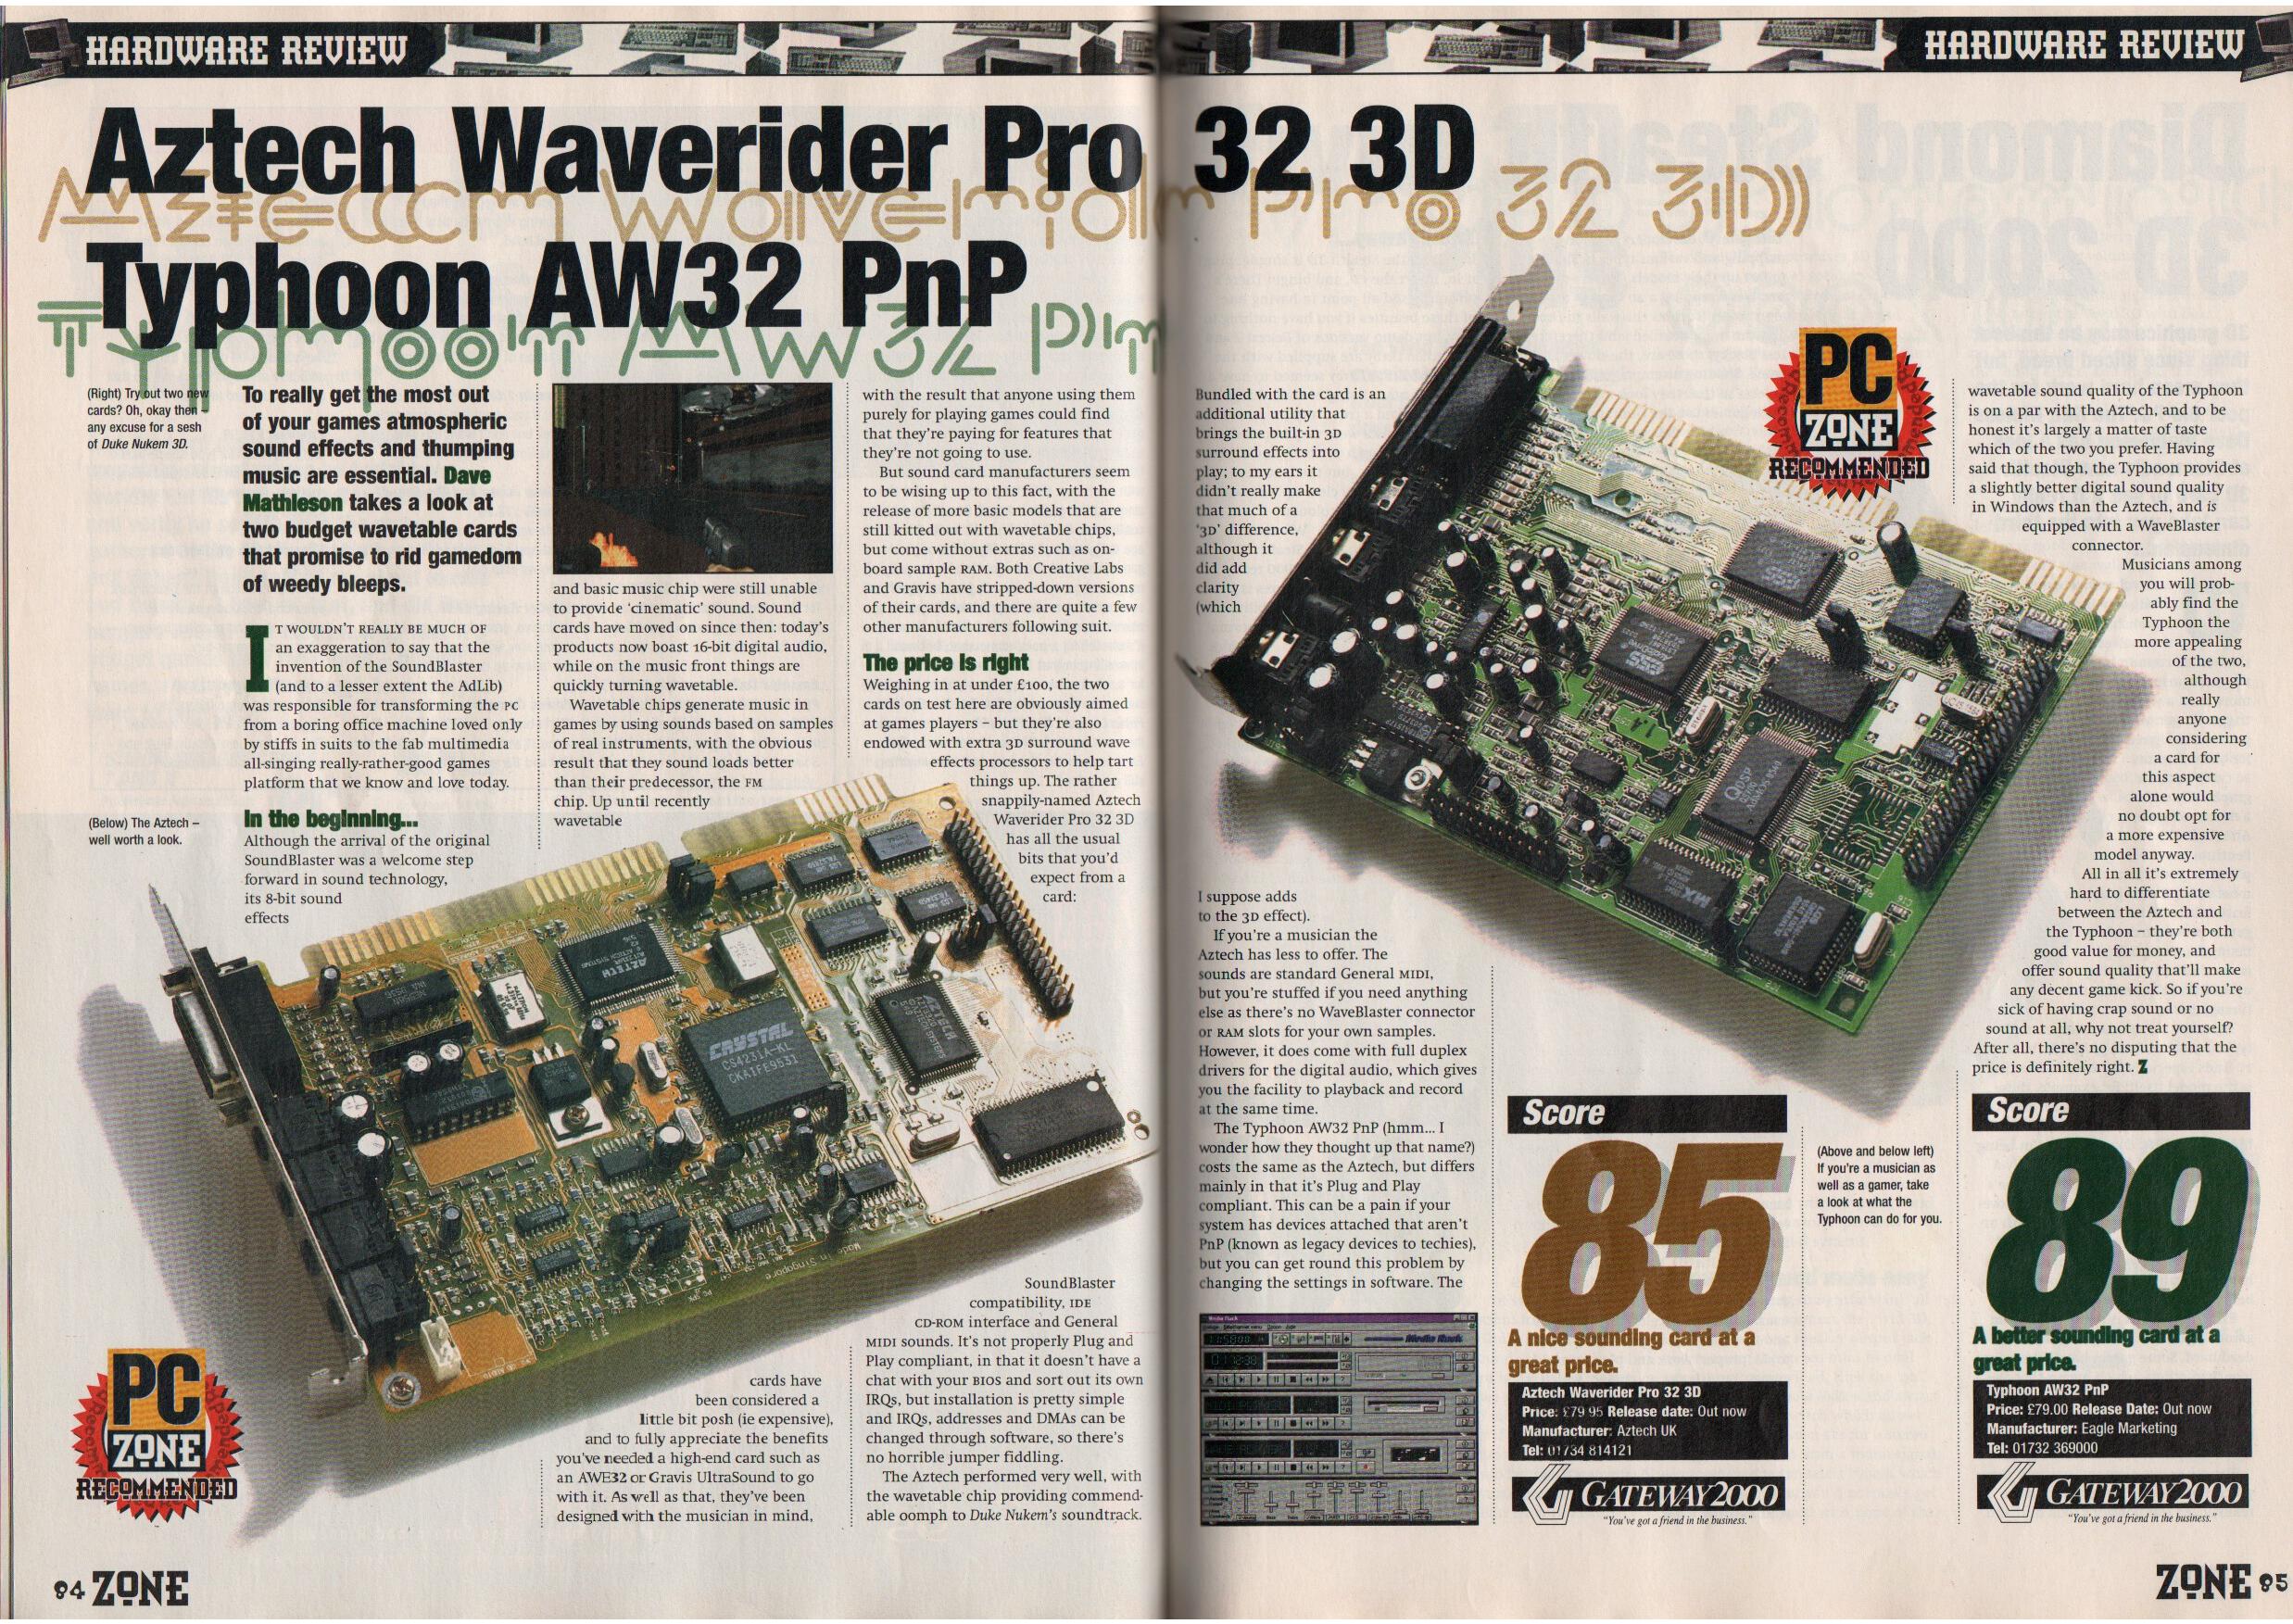 HARDWARE REVIEW
HARDWARE REVIEW
Aztech Waverider Pro 32 3D
Typhoon AW32 PnP
(Right) Try out two new
cards? Oh, okay then –
any excuse for a sesh
of Duke Nukem 3D.
To really get the most out
of your games atmospheric
sound effects and thumping
music are essential. Dave
Mathieson takes a look at
two budget wavetable cards
that promise to rid gamedom
of weedy bleeps.
IT WOULDN'T REALLY BE MUCH OF
an exaggeration to say that the
invention of the SoundBlaster
(and to a lesser extent the AdLib)
was responsible for transforming the PC
from a boring office machine loved only
by stiffs in suits to the fab multimedia
all-singing really-rather-good games
platform that we know and love today.
In the beginning...
Although the arrival of the original
SoundBlaster was a welcome step
forward in sound technology,
its 8-bit sound
effects
(Below) The Aztech –
well worth a look.
and basic music chip were still unable
to provide 'cinematic' sound. Sound
cards have moved on since then: today's
products now boast 16-bit digital audio,
while on the music front things are
quickly turning wavetable.
Wavetable chips generate music in
games by using sounds based on samples
of real instruments, with the obvious
result that they sound loads better
than their predecessor, the FM
chip. Up until recently
wavetable
cards have
been considered a
little bit posh (ie expensive),
and to fully appreciate the benefits
you've needed a high-end card such as
an AWE32 or Gravis UltraSound to go
with it. As well as that, they've been
designed with the musician in mind,
with the result that anyone using them
purely for playing games could find
that they're paying for features that
they're not going to use.
But sound card manufacturers seem
to be wising up to this fact, with the
release of more basic models that are
still kitted out with wavetable chips,
but come without extras such as on-
board sample RAM. Both Creative Labs
and Gravis have stripped-down versions
of their cards, and there are quite a few
other manufacturers following suit.
The price is right
Weighing in at under £100, the two
cards on test here are obviously aimed
at games players – but they're also
endowed with extra 3D surround wave
effects processors to help tart
things up. The rather
snappily-named Aztech
Waverider Pro 32 3D
has all the usual
bits that you'd
expect from a
card:
SoundBlaster
compatibility, IDE
CD-ROM interface and General
MIDI sounds. It's not properly Plug and
Play compliant, in that it doesn't have a
chat with your BIOS and sort out its own
IRQs, but installation is pretty simple
and IRQs, addresses and DMAs can be
changed through software, so there's
no horrible jumper fiddling.
The Aztech performed very well, with
the wavetable chip providing commend-
able oomph to Duke Nukem's soundtrack.
AZTECH
CRYSTAL
CS4231A-KL
CKAIFE9631
AZTECH
Made in Singapore
PC
ZONE
RECOMMENDED
84 ZONE
Bundled with the card is an
additional utility that
brings the built-in 3D
surround effects into
play; to my ears it
didn't really make
that much of a
'3D' difference,
although it
did add
clarity
(which
I suppose adds
to the 3D effect).
If you're a musician the
Aztech has less to offer. The
sounds are standard General MIDI,
but you're stuffed if you need anything
else as there's no WaveBlaster connector
or RAM slots for your own samples.
However, it does come with full duplex
drivers for the digital audio, which gives
you the facility to playback and record
at the same time.
The Typhoon AW32 PnP (hmm... I
wonder how they thought up that name?)
costs the same as the Aztech, but differs
mainly in that it's Plug and Play
compliant. This can be a pain if your
system has devices attached that aren't
PnP (known as legacy devices to techies),
but you can get round this problem by
changing the settings in software. The
Media Rack
PC
ZONE
RECOMMENDED
ESS
QDSP
MX
wavetable sound quality of the Typhoon
is on a par with the Aztech, and to be
honest it's largely a matter of taste
which of the two you prefer. Having
said that though, the Typhoon provides
a slightly better digital sound quality
in Windows than the Aztech, and is
equipped with a WaveBlaster
connector.
Musicians among
you will prob-
ably find the
Typhoon the
more appealing
of the two,
although
really
anyone
considering
a card for
this aspect
alone would
no doubt opt for
a more expensive
model anyway.
All in all it's extremely
hard to differentiate
between the Aztech and
the Typhoon – they're both
good value for money, and
offer sound quality that'll make
any decent game kick. So if you're
sick of having crap sound or no
sound at all, why not treat yourself?
After all, there's no disputing that the
price is definitely right. Z
Score
85
A nice sounding card at a
great price.
Aztech Waverider Pro 32 3D
Price: £79 95 Release date: Out now
Manufacturer: Aztech UK
Tel: 01734 814121
GATEWAY2000
"You've got a friend in the business."
(Above and below left)
If you're a musician as
well as a gamer, take
a look at what the
Typhoon can do for you.
Score
89
A better sounding card at a
great price.
Typhoon AW32 PnP
Price: £79.00 Release Date: Out now
Manufacturer: Eagle Marketing
Tel: 01732 369000
GATEWAY2000
"You've got a friend in the business."
ZONE 85